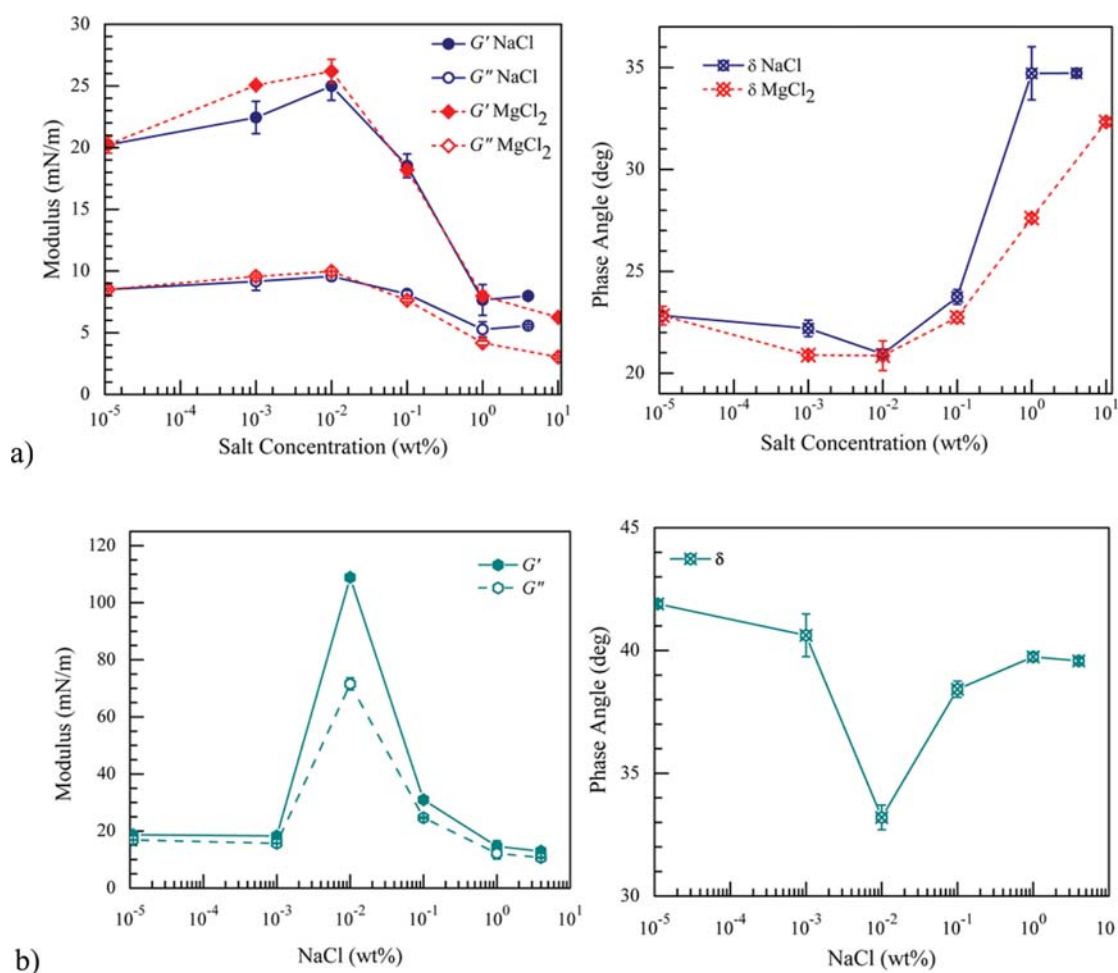 30
25
20
15
10
5
0
Modulus (mN/m)
G′ NaCl
G″ NaCl
G′ MgCl₂
G″ MgCl₂
10⁻⁵ 10⁻⁴ 10⁻³ 10⁻² 10⁻¹ 10⁰ 10¹
Salt Concentration (wt%)
a)
35
30
25
20
Phase Angle (deg)
δ NaCl
δ MgCl₂
10⁻⁵ 10⁻⁴ 10⁻³ 10⁻² 10⁻¹ 10⁰ 10¹
Salt Concentration (wt%)
120
100
80
60
40
20
0
Modulus (mN/m)
G′
G″
10⁻⁵ 10⁻⁴ 10⁻³ 10⁻² 10⁻¹ 10⁰ 10¹
NaCl (wt%)
b)
45
40
35
30
Phase Angle (deg)
δ
10⁻⁵ 10⁻⁴ 10⁻³ 10⁻² 10⁻¹ 10⁰ 10¹
NaCl (wt%)